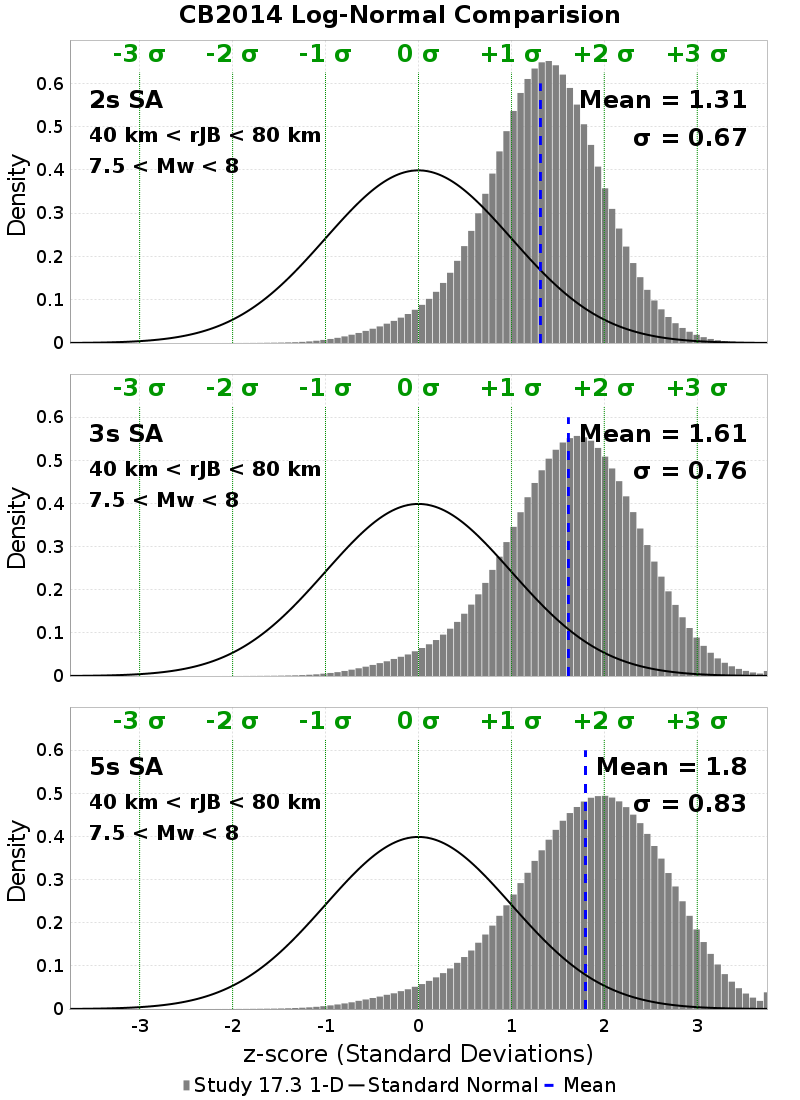 CB2014 Log-Normal Comparision
-3 σ -2 σ -1 σ 0 σ +1 σ +2 σ +3 σ
2s SA Mean = 1.31
40 km < rJB < 80 km σ = 0.67
7.5 < Mw < 8
Density
0.6
0.5
0.4
0.3
0.2
0.1
0
-3 σ -2 σ -1 σ 0 σ +1 σ +2 σ +3 σ
3s SA Mean = 1.61
40 km < rJB < 80 km σ = 0.76
7.5 < Mw < 8
Density
0.6
0.5
0.4
0.3
0.2
0.1
0
-3 σ -2 σ -1 σ 0 σ +1 σ +2 σ +3 σ
5s SA Mean = 1.8
40 km < rJB < 80 km σ = 0.83
7.5 < Mw < 8
Density
0.6
0.5
0.4
0.3
0.2
0.1
0
-3 -2 -1 0 1 2 3
z-score (Standard Deviations)
Study 17.3 1-D Standard Normal Mean